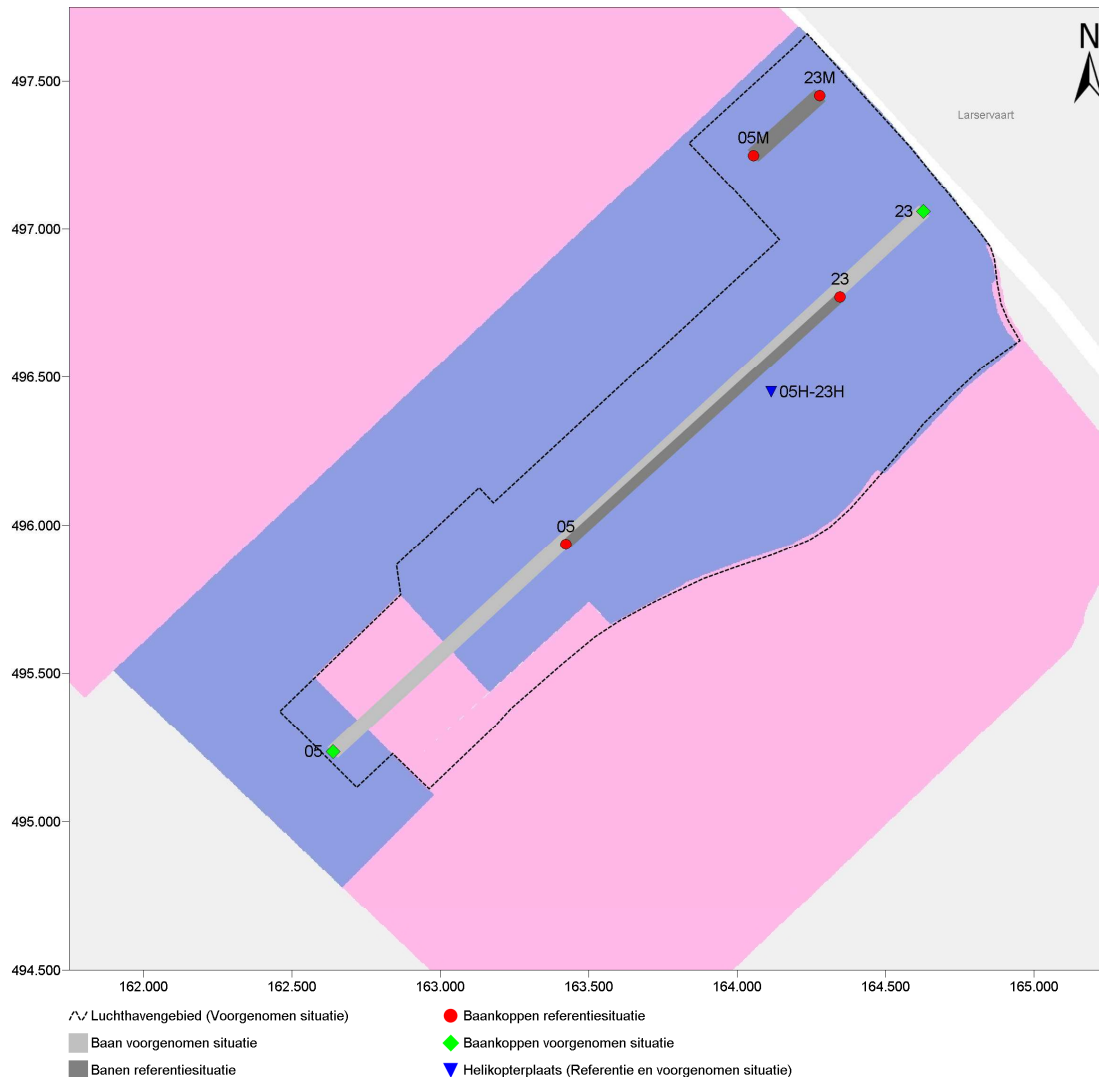 N
497.500
23M
Larservaart
05M
23
497.000
23
496.500
05H-23H
496.000
05
495.500
05
495.000
494.500
162.000 162.500 163.000 163.500 164.000 164.500 165.000
Luchthavengebied (Voorgenomen situatie)
Baankoppen referentiesituatie
Baan voorgenomen situatie
Baankoppen voorgenomen situatie
Banen referentiesituatie
Helikopterplaats (Referentie en voorgenomen situatie)